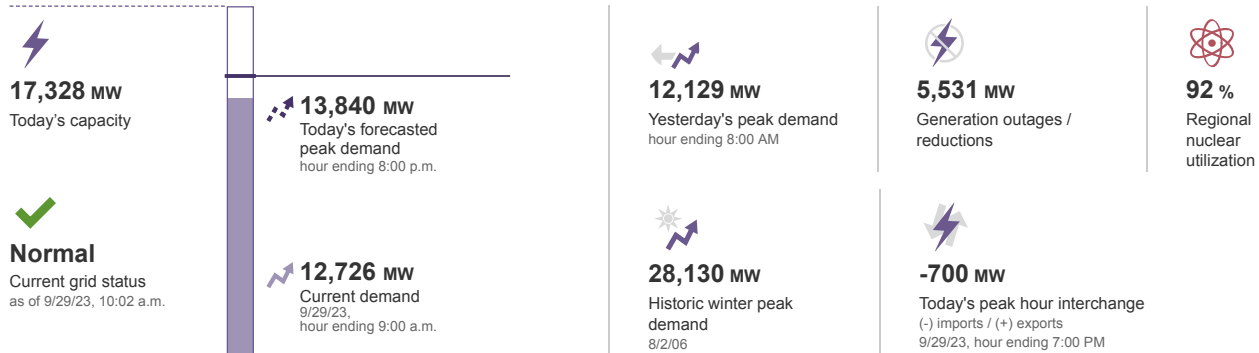 17,328 MW
Today's capacity
13,840 MW
Today's forecasted
peak demand
hour ending 8:00 p.m.
Normal
Current grid status
as of 9/29/23, 10:02 a.m.
12,726 MW
Current demand
9/29/23,
hour ending 9:00 a.m.
12,129 MW
Yesterday's peak demand
hour ending 8:00 AM
5,531 MW
Generation outages /
reductions
92 %
Regional
nuclear
utilization
28,130 MW
Historic winter peak
demand
8/2/06
-700 MW
Today's peak hour interchange
(-) imports / (+) exports
9/29/23, hour ending 7:00 PM